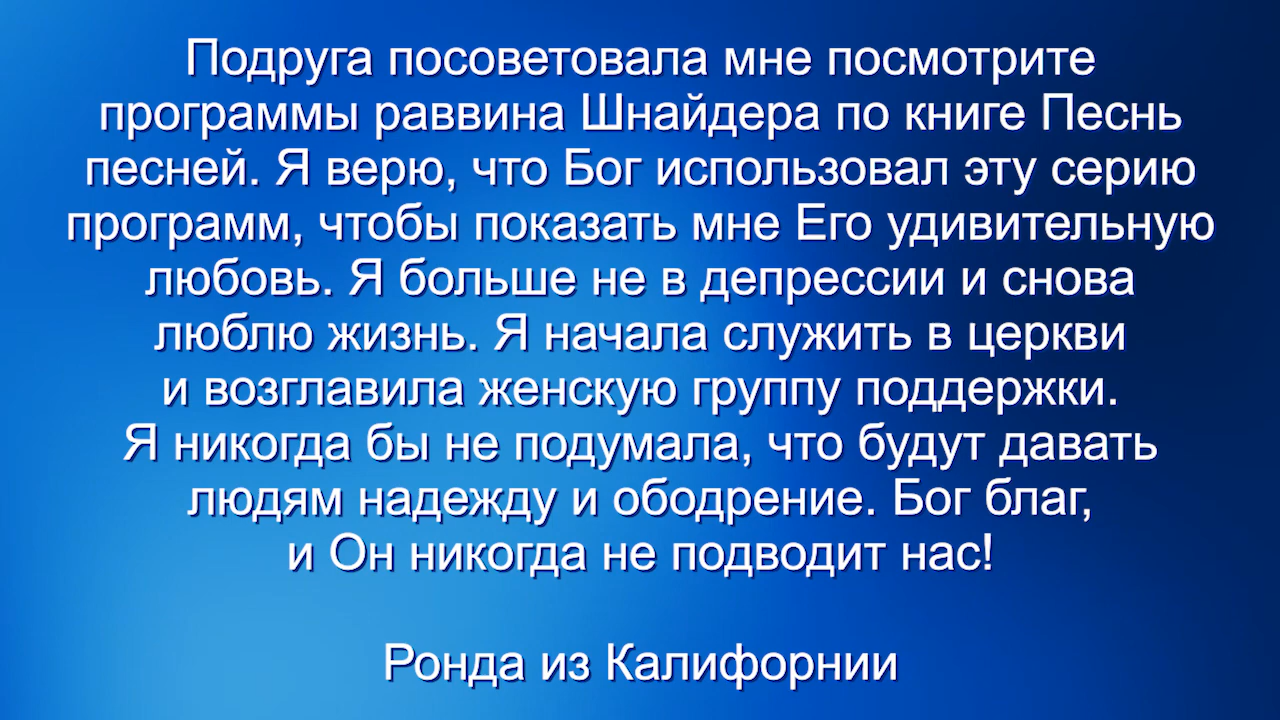 Подруга посоветовала мне посмотрите
программы раввина Шнайдера по книге Песнь
песней. Я верю, что Бог использовал эту серию
программ, чтобы показать мне Его удивительную
любовь. Я больше не в депрессии и снова
люблю жизнь. Я начала служить в церкви
и возглавила женскую группу поддержки.
Я никогда бы не подумала, что будут давать
людям надежду и ободрение. Бог благ,
и Он никогда не подводит нас!
Ронда из Калифорнии